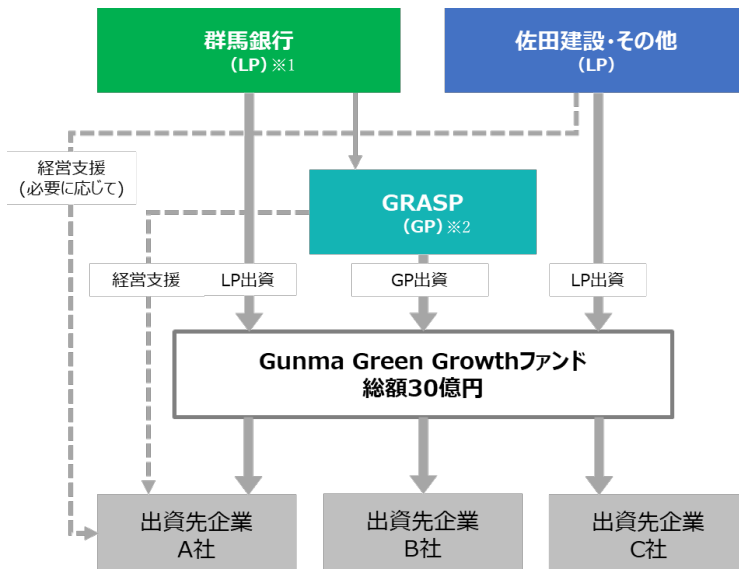 群馬銀行
(LP)※1
佐田建設・その他
(LP)
経営支援
(必要に応じて)
GRASP
(GP)※2
経営支援
LP出資
GP出資
LP出資
Gunma Green Growthファンド
総額30億円
出資先企業
A社
出資先企業
B社
出資先企業
C社